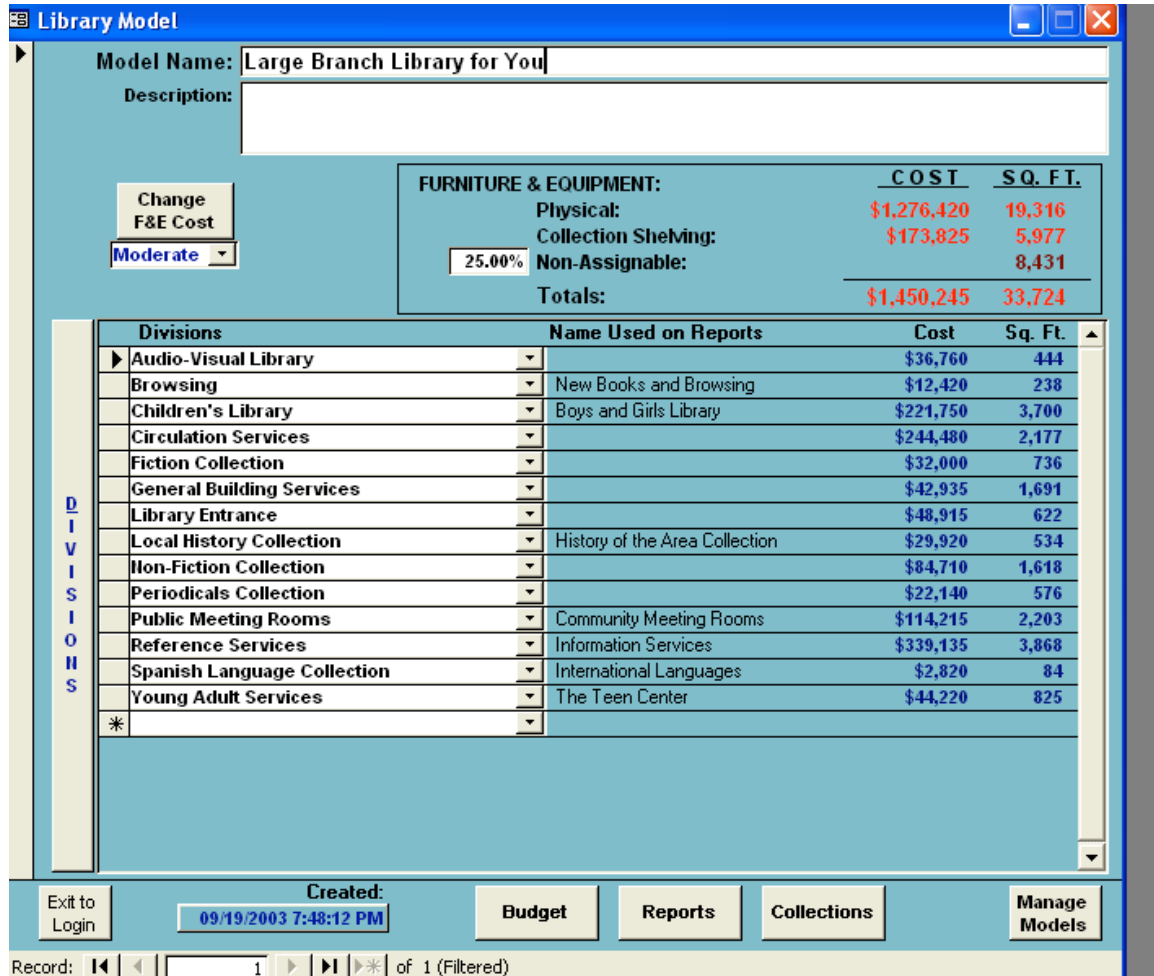 Library Model
Model Name: Large Branch Library for You
Description:
Change
F&E Cost
Moderate
FURNITURE & EQUIPMENT: COST SQ. FT.
Physical: $1,276,420 19,316
Collection Shelving: $173,825 5,977
25.00% Non-Assignable: 8,431
Totals: $1,450,245 33,724
DIVISIONS
Divisions Name Used on Reports Cost Sq. Ft.
Audio-Visual Library $36,760 444
Browsing New Books and Browsing $12,420 238
Children's Library Boys and Girls Library $221,750 3,700
Circulation Services $244,480 2,177
Fiction Collection $32,000 736
General Building Services $42,935 1,691
Library Entrance $48,915 622
Local History Collection History of the Area Collection $29,920 534
Non-Fiction Collection $84,710 1,618
Periodicals Collection $22,140 576
Public Meeting Rooms Community Meeting Rooms $114,215 2,203
Reference Services Information Services $339,135 3,868
Spanish Language Collection International Languages $2,820 84
Young Adult Services The Teen Center $44,220 825
Exit to
Login
Created:
09/19/2003 7:48:12 PM
Budget
Reports
Collections
Manage
Models
Record: 1 of 1 (Filtered)